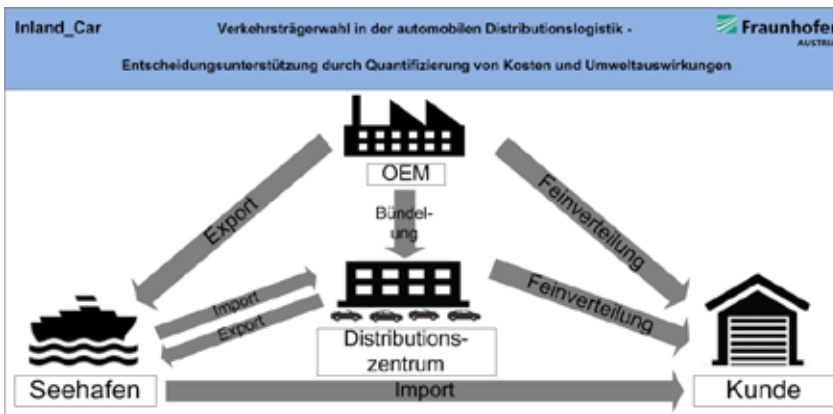 Inland_Car
Verkehrsträgerwahl in der automobilen Distributionslogistik -
Fraunhofer
AUSTRIA
Entscheidungsunterstützung durch Quantifizierung von Kosten und Umweltauswirkungen
OEM
Export
Bündel-
ung
Feinverteilung
Import
Export
Feinverteilung
Seehafen
Distributions-
zentrum
Import
Kunde